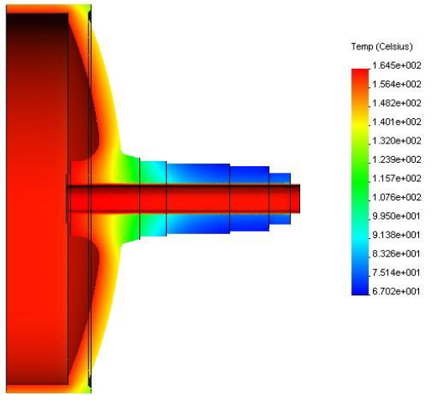 Temp (Celsius)
1.645e+002
1.564e+002
1.482e+002
1.401e+002
1.320e+002
1.239e+002
1.157e+002
1.076e+002
9.950e+001
9.138e+001
8.326e+001
7.514e+001
6.702e+001